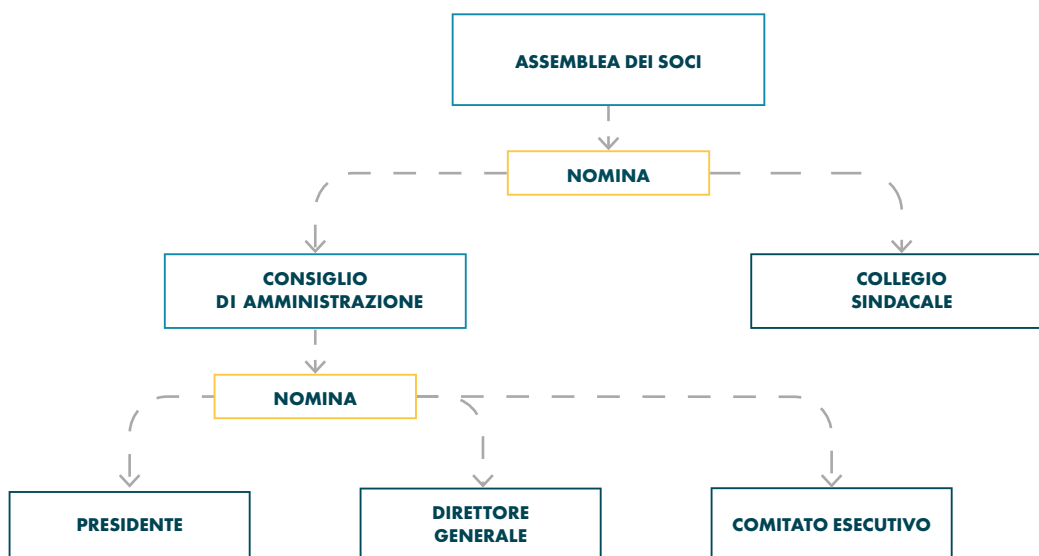 ASSEMBLEA DEI SOCI
NOMINA
CONSIGLIO
DI AMMINISTRAZIONE
COLLEGIO
SINDACALE
NOMINA
PRESIDENTE
DIRETTORE
GENERALE
COMITATO ESECUTIVO